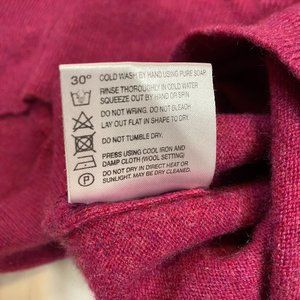 30° COLD WASH BY HAND USING PURE SOAP.
RINSE THOROUGHLY IN COLD WATER
SQUEEZE OUT BY HAND OR SPIN
DO NOT WRING. DO NOT BLEACH
LAY OUT FLAT IN SHAPE TO DRY.
DO NOT TUMBLE DRY.
PRESS USING COOL IRON AND
DAMP CLOTH (WOOL SETTING)
DO NOT DRY IN DIRECT HEAT OR
SUNLIGHT. MAY BE DRY CLEANED.
P